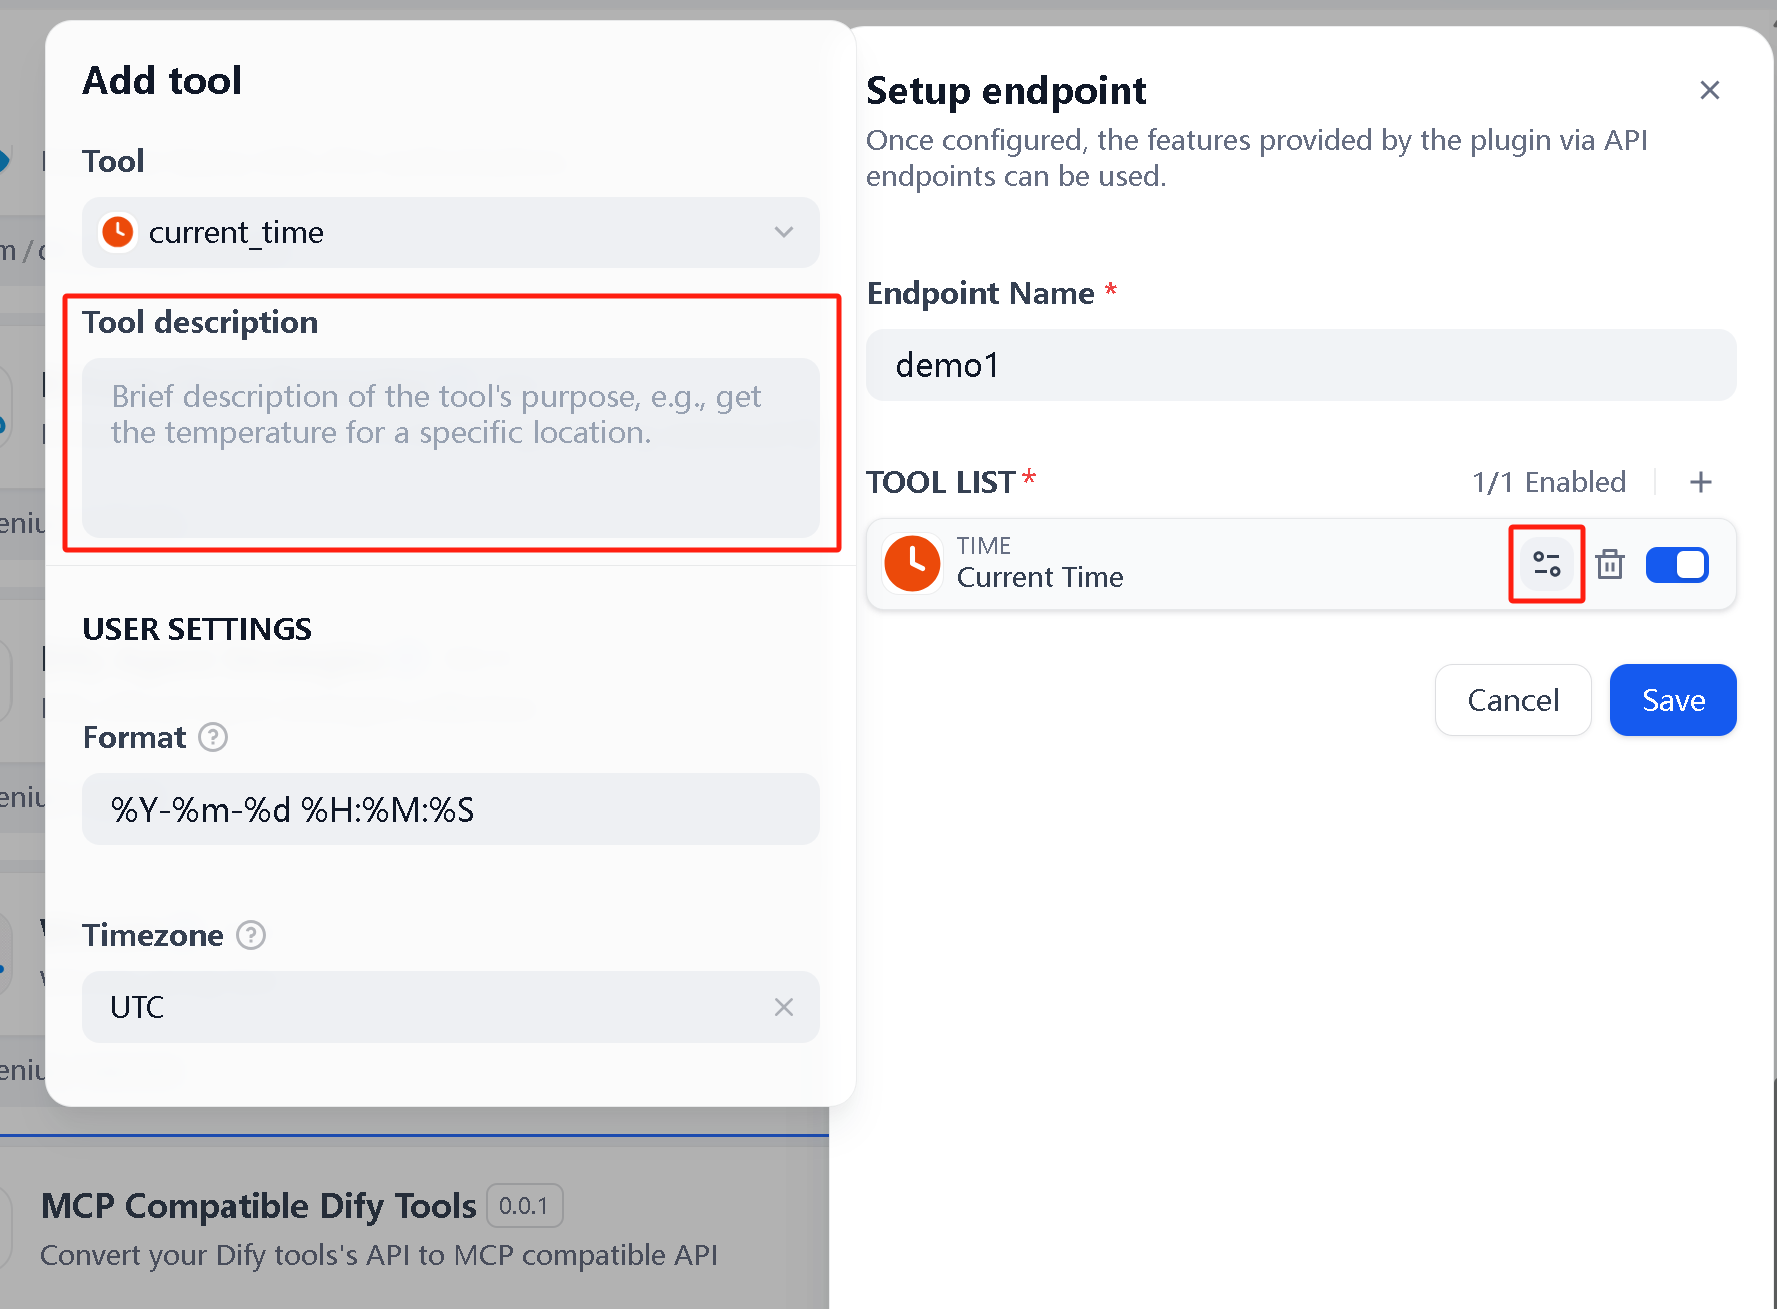 Add tool
Tool
current_time
Tool description
Brief description of the tool's purpose, e.g., get
the temperature for a specific location.
USER SETTINGS
Format
%Y-%m-%d %H:%M:%S
Timezone
UTC
Setup endpoint
Once configured, the features provided by the plugin via API
endpoints can be used.
Endpoint Name *
demo1
TOOL LIST *
1/1 Enabled
TIME
Current Time
Cancel
Save
MCP Compatible Dify Tools 0.0.1
Convert your Dify tools's API to MCP compatible API